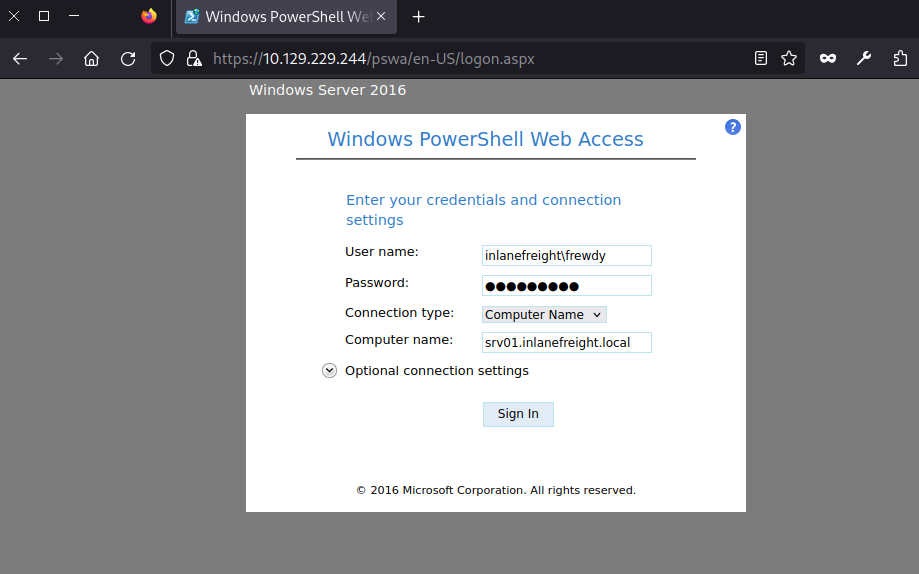 Windows PowerShell We
https://10.129.229.244/pswa/en-US/logon.aspx
Windows Server 2016
?
Windows PowerShell Web Access
Enter your credentials and connection
settings
User name: inlanefreight\frewdy
Password: ●●●●●●●●●
Connection type: Computer Name
Computer name: srv01.inlanefreight.local
Optional connection settings
Sign In
© 2016 Microsoft Corporation. All rights reserved.